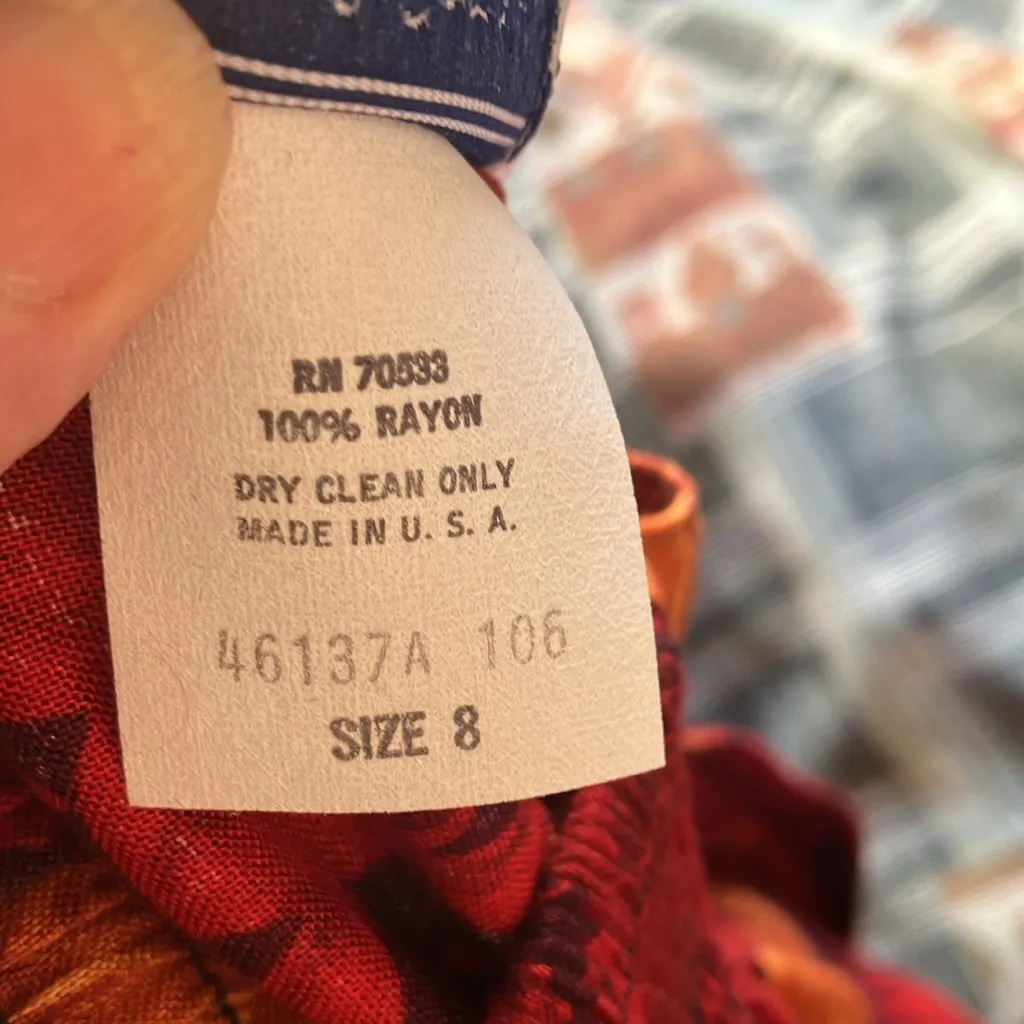 RN 70533
100% RAYON
DRY CLEAN ONLY
MADE IN U. S. A.
46137A 106
SIZE 8